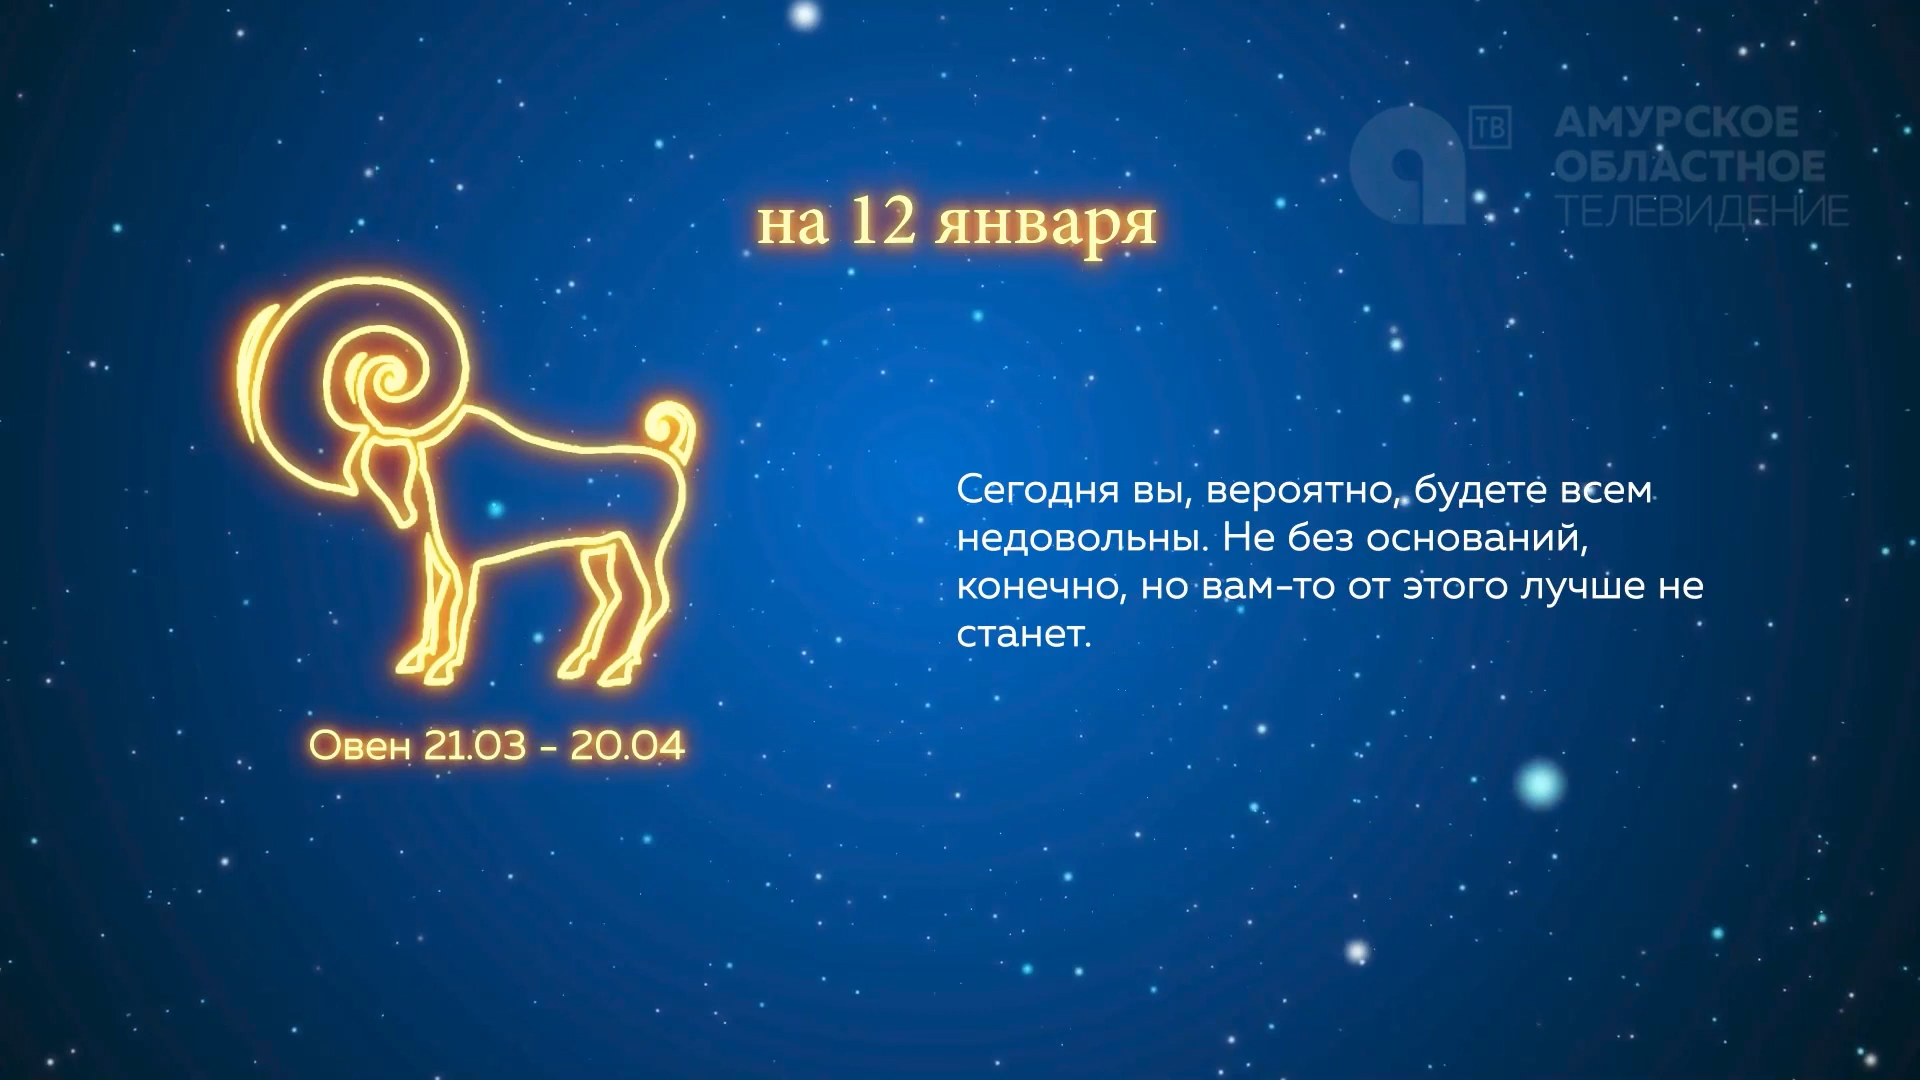 ТВ
АМУРСКОЕ
ОБЛАСТНОЕ
ТЕЛЕВИДЕНИЕ
на 12 января
Сегодня вы, вероятно, будете всем
недовольны. Не без оснований,
конечно, но вам-то от этого лучше не
станет.
Овен 21.03 - 20.04